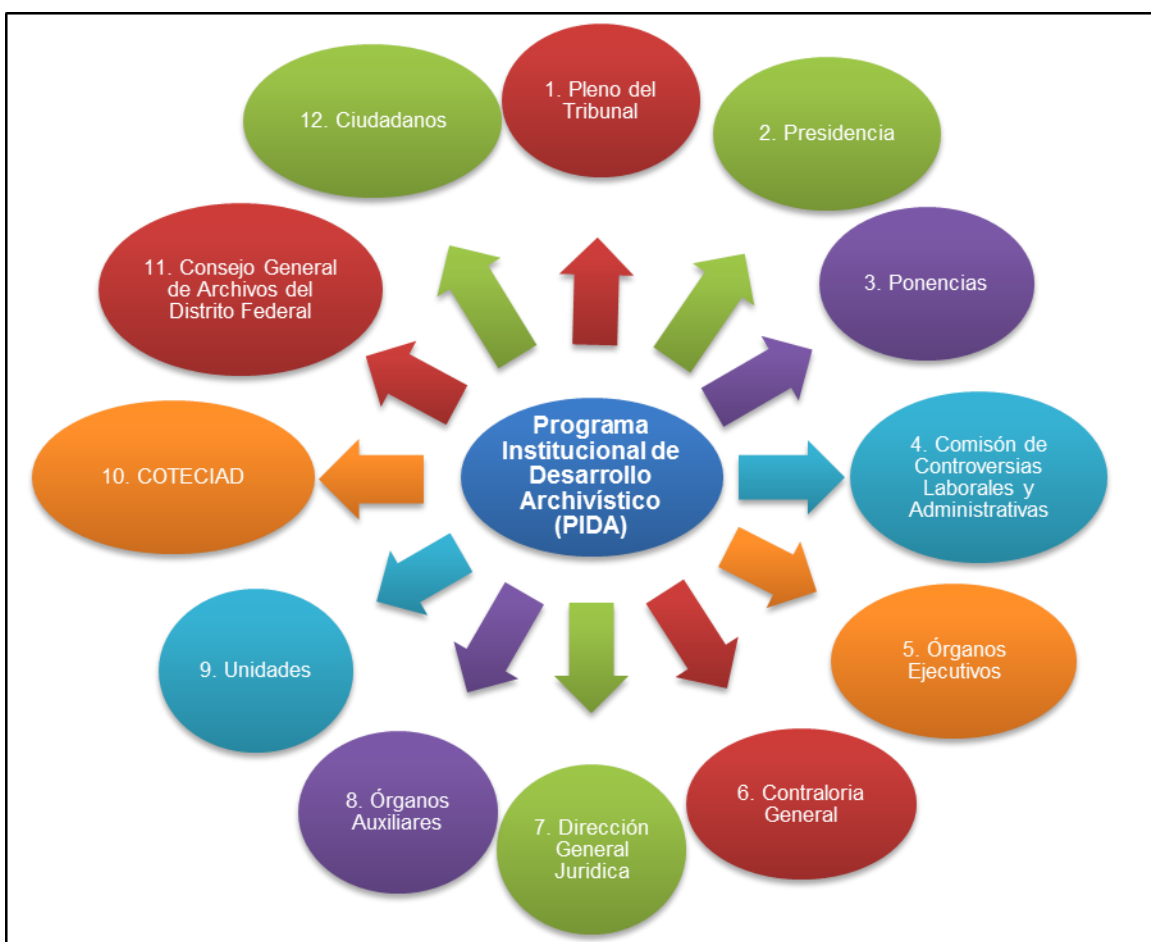 1. Pleno del
Tribunal
2. Presidencia
3. Ponencias
4. Comisón de
Controversias
Laborales y
Administrativas
5. Órganos
Ejecutivos
6. Contraloria
General
7. Dirección
General
Juridica
8. Órganos
Auxiliares
9. Unidades
10. COTECIAD
11. Consejo General
de Archivos del
Distrito Federal
12. Ciudadanos
Programa
Institucional de
Desarrollo
Archivístico
(PIDA)